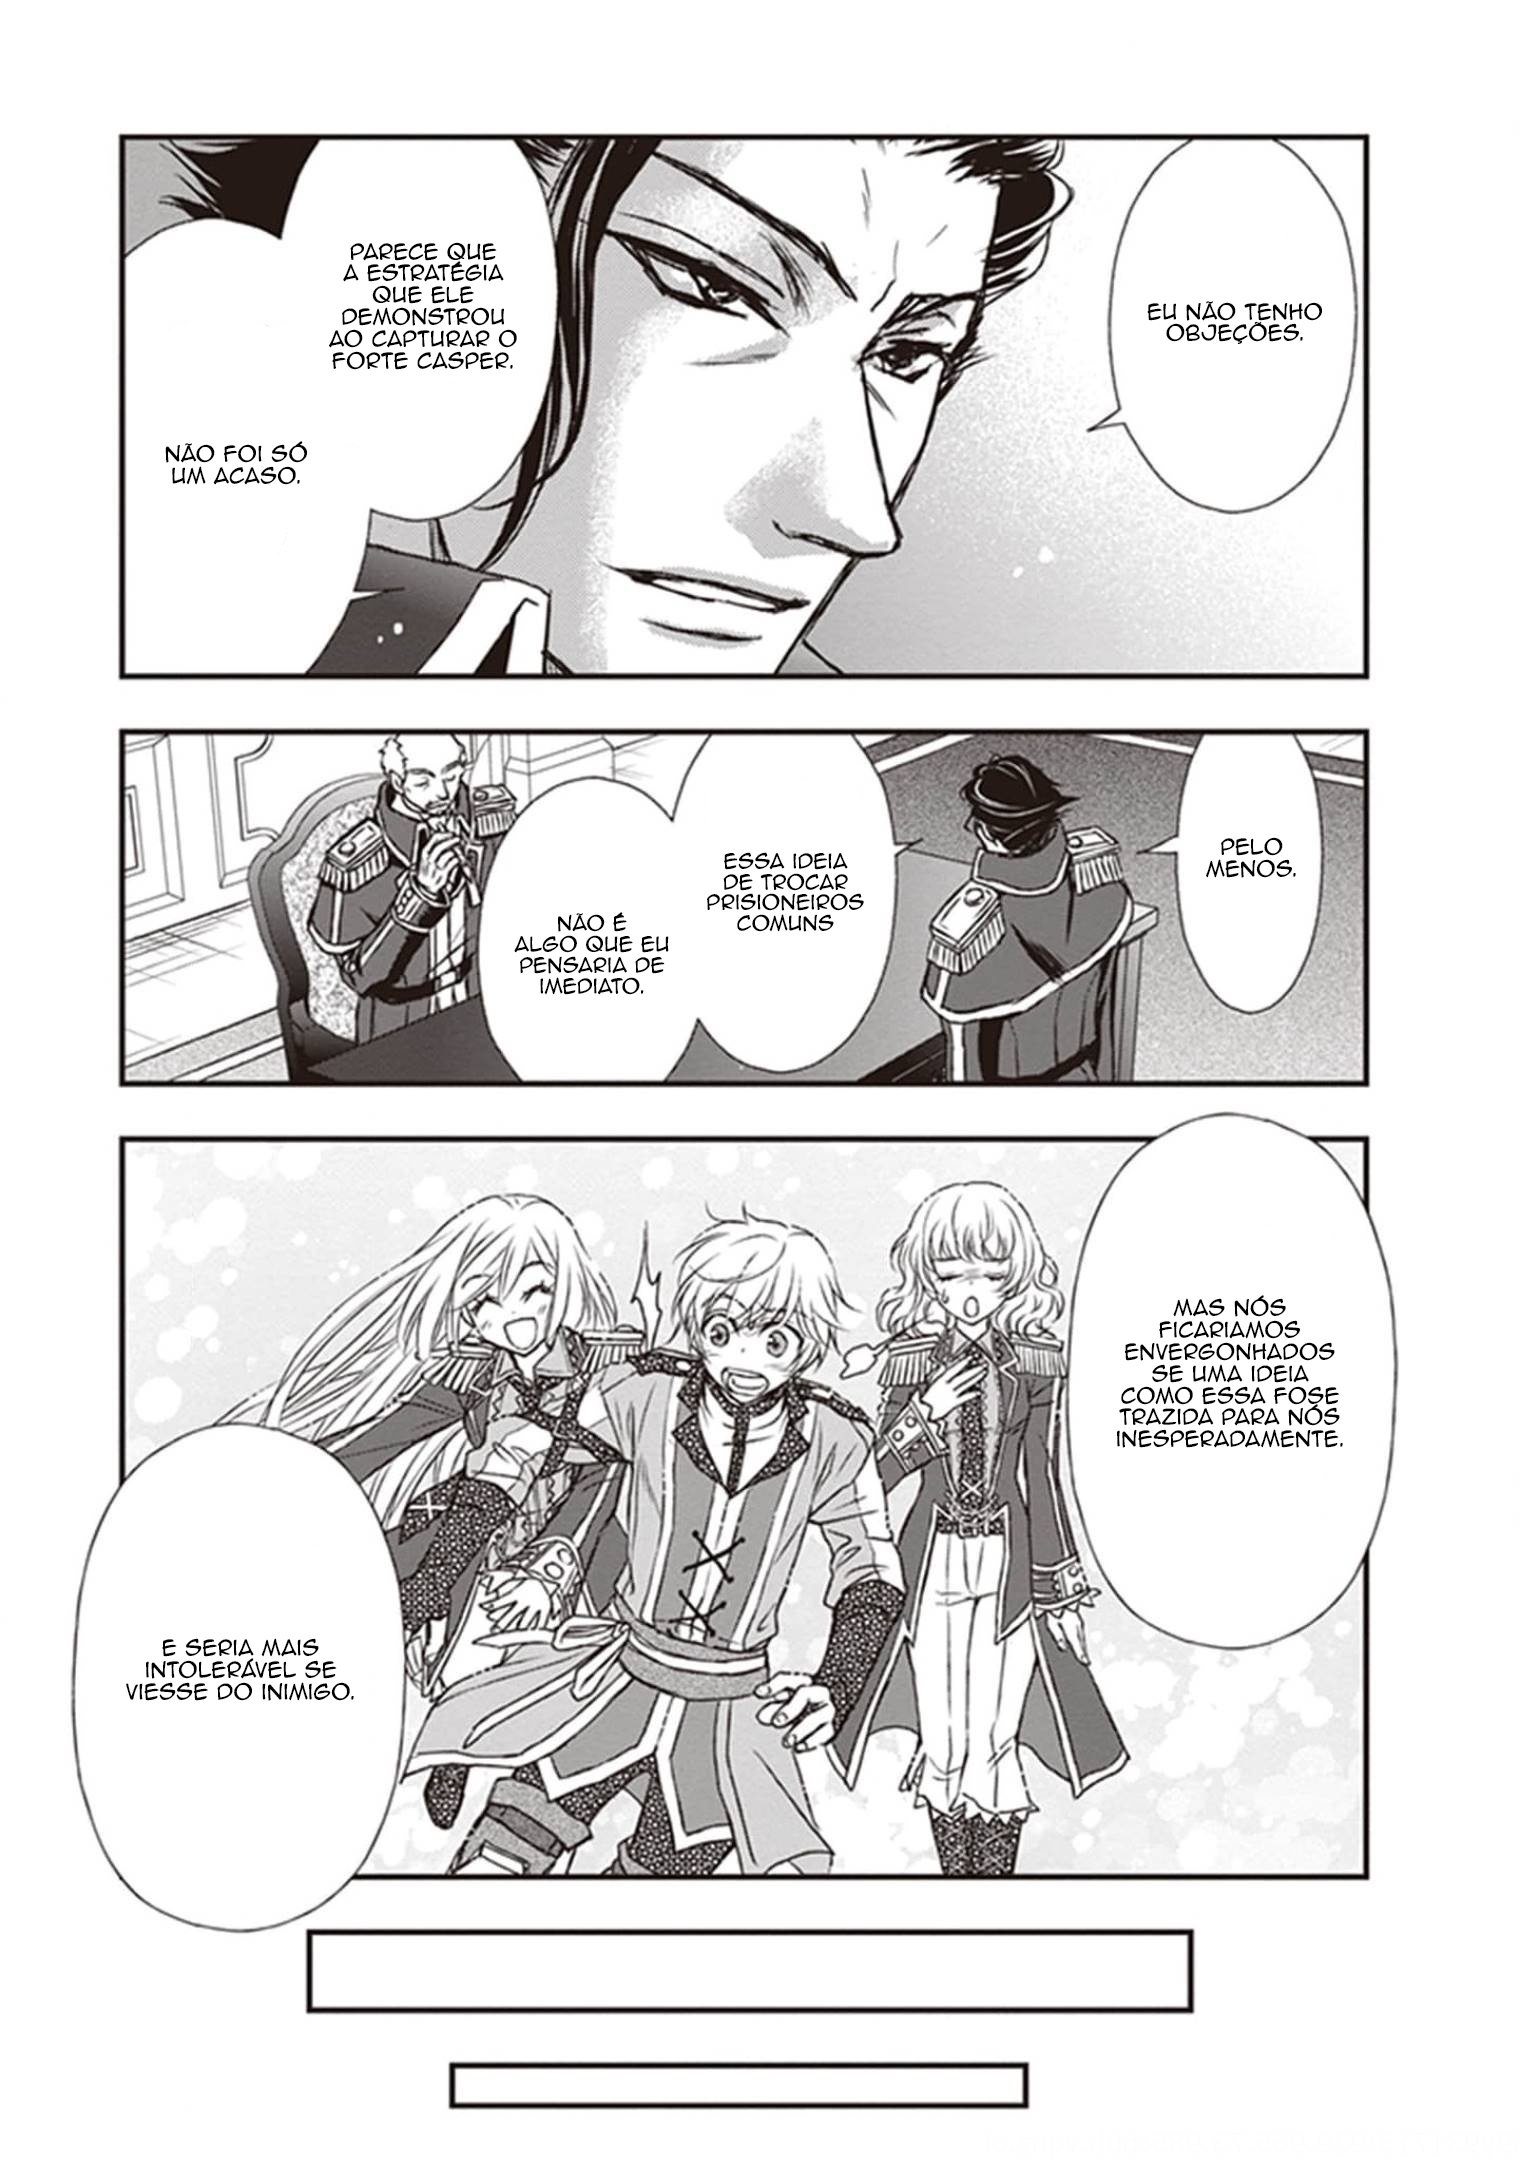 EU NÃO TENHO
OBJEÇÕES.
PARECE QUE
A ESTRATÉGIA
QUE ELE
DEMONSTROU
AO CAPTURAR O
FORTE CASPER.
NÃO FOI SÓ
UM ACASO.
PELO
MENOS.
ESSA IDEIA
DE TROCAR
PRISIONEIROS
COMUNS
NÃO É
ALGO QUE EU
PENSARIA DE
IMEDIATO.
MAS NÓS
FICARIAMOS
ENVERGONHADOS
SE UMA IDEIA
COMO ESSA FOSE
TRAZIDA PARA NÓS
INESPERADAMENTE.
E SERIA MAIS
INTOLERÁVEL SE
VIESSE DO INIMIGO.